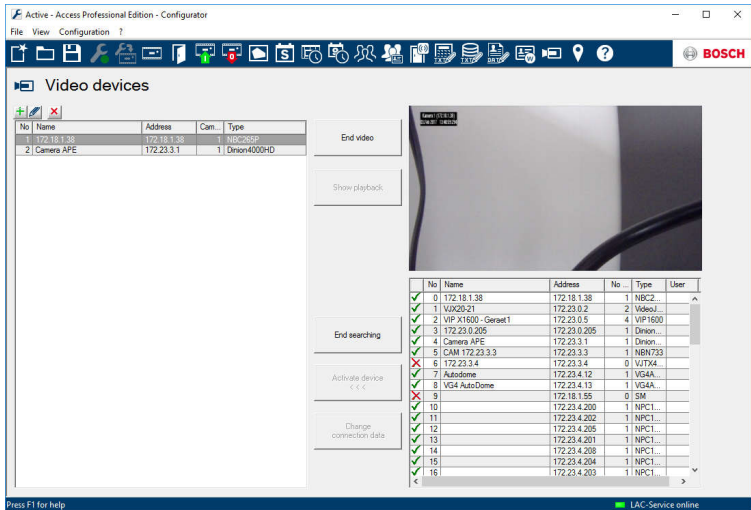 Active - Access Professional Edition - Configurator
File View Configuration ?
BOSCH
Video devices
No Name Address Cam... Type
1 172.18.1.38 172.18.1.38 1 NBC265P
2 Camera APE 172.23.3.1 1 Dinion4000HD
End video
Show playback
End searching
Activate device
< < <
Change
connection data
No Name Address No ... Type User
0 172.18.1.38 172.18.1.38 1 NBC2...
1 VJX20-21 172.23.0.2 2 VideoJ...
2 VIP X1600 - Geraet1 172.23.0.5 4 VIP1600
3 172.23.0.205 172.23.0.205 1 Dinion...
4 Camera APE 172.23.3.1 1 Dinion...
5 CAM 172.23.3.3 172.23.3.3 1 NBN733
6 172.23.3.4 172.23.3.4 0 VJTX4...
7 Autodome 172.23.4.12 1 VG4A...
8 VG4 AutoDome 172.23.4.13 1 VG4A...
9 172.18.1.55 0 SM
10 172.23.4.200 1 NPC1...
11 172.23.4.202 1 NPC1...
12 172.23.4.205 1 NPC1...
13 172.23.4.201 1 NPC1...
14 172.23.4.208 1 NPC1...
15 172.23.4.204 1 NPC1...
16 172.23.4.203 1 NPC1...
Press F1 for help
LAC-Service online